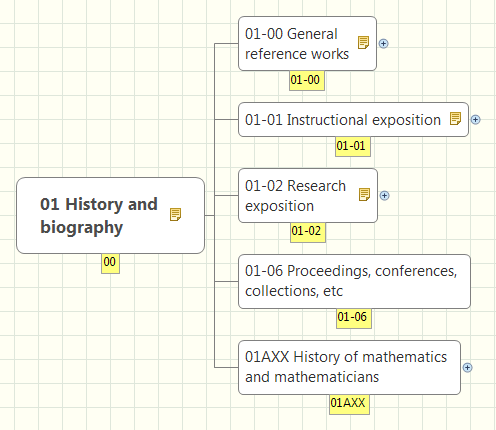 01-00 General
reference works
01-00
01-01 Instructional exposition
01-01
01-02 Research
exposition
01-02
01 History and
biography
00
01-06 Proceedings, conferences,
collections, etc
01-06
01AXX History of mathematics
and mathematicians
01AXX